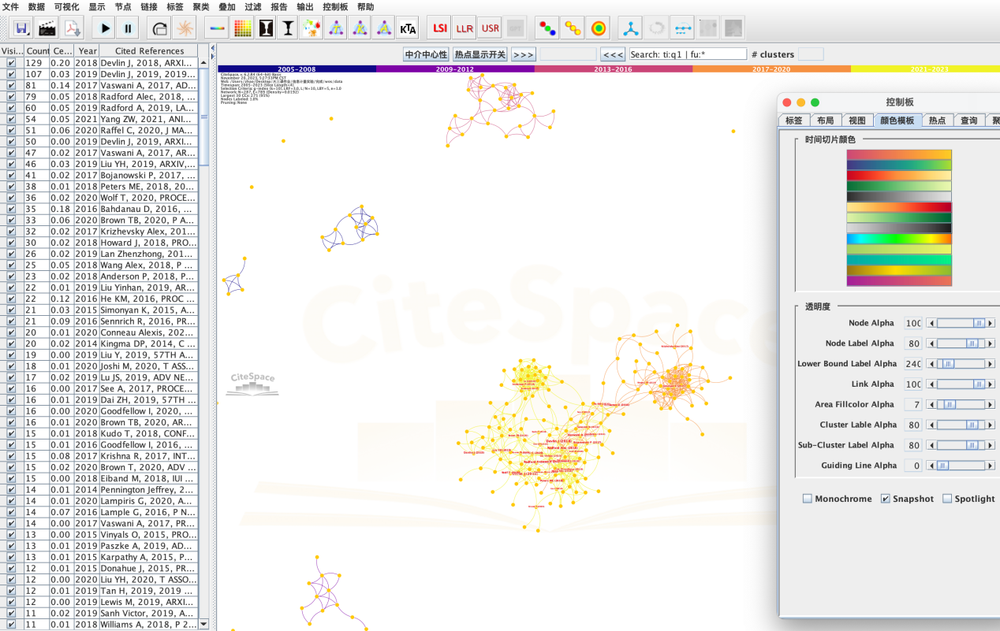 文件 数据 可视化 显示 节点 链接 标签 聚类 叠加 过滤 报告 输出 控制板 帮助
LSI LLR USR GPT
Visi... Count Ce... Year Cited References
129 0.20 2018 Devlin J, 2018, ARXI...
107 0.03 2019 Devlin J, 2019, 2019...
81 0.14 2017 Vaswani A, 2017, AD...
79 0.05 2018 Radford Alec, 2018, ...
60 0.05 2019 Radford A, 2019, LA...
54 0.05 2021 Yang ZW, 2021, ANI...
51 0.06 2020 Raffel C, 2020, J MA...
50 0.00 2019 Devlin J, 2019, ARXI...
47 0.02 2017 Vaswani A, 2017, AR...
46 0.03 2019 Liu YH, 2019, ARXIV,...
41 0.02 2017 Bojanowski P, 2017, ...
38 0.01 2018 Peters ME, 2018, 20...
36 0.02 2020 Wolf T, 2020, PROCE...
35 0.18 2016 Bahdanau D, 2016, ...
33 0.06 2020 Brown TB, 2020, P A...
32 0.02 2017 Krizhevsky Alex, 201...
30 0.02 2018 Howard J, 2018, PRO...
26 0.02 2019 Lan Zhenzhong, 201...
25 0.05 2018 Wang Alex, 2018, P ...
23 0.02 2018 Anderson P, 2018, P...
22 0.01 2019 Liu Yinhan, 2019, AR...
22 0.12 2016 He KM, 2016, PROC ...
21 0.03 2015 Simonyan K, 2015, A...
21 0.09 2016 Sennrich R, 2016, PR...
20 0.01 2020 Conneau Alexis, 202...
20 0.02 2014 Kingma DP, 2014, C ...
19 0.00 2019 Liu Y, 2019, 57TH A...
18 0.01 2020 Joshi M, 2020, T ASS...
17 0.02 2019 Lu JS, 2019, ADV NE...
16 0.00 2017 See A, 2017, PROCE...
16 0.01 2019 Dai ZH, 2019, 57TH ...
16 0.00 2020 Goodfellow I, 2020, ...
16 0.01 2020 Brown TB, 2020, AR...
15 0.01 2018 Kudo T, 2018, CONF...
15 0.01 2016 Goodfellow I, 2016, ...
15 0.08 2017 Krishna R, 2017, INT...
15 0.02 2020 Brown T, 2020, ADV ...
15 0.00 2018 Eiband M, 2018, IUI ...
14 0.01 2014 Pennington Jeffrey, 2...
14 0.01 2020 Lampiris G, 2020, A...
14 0.07 2016 Lample G, 2016, P N...
14 0.00 2017 Vaswani A, 2017, PR...
13 0.00 2015 Vinyals O, 2015, PRO...
13 0.01 2019 Paszke A, 2019, AD...
13 0.01 2015 Karpathy A, 2015, P...
12 0.01 2015 Donahue J, 2015, PR...
12 0.00 2020 Liu YH, 2020, T ASSO...
12 0.01 2019 Tan H, 2019, 2019 ...
12 0.00 2019 Lewis M, 2019, ARXI...
11 0.02 2019 Sanh Victor, 2019, A...
11 0.01 2018 Williams A, 2018, P 2...
中介中心性 热点显示开关 >>> <<< Search: ti:q1 | fu:* # clusters
2005-2008 2009-2012 2013-2016 2017-2020 2021-2023
CiteSpace
CiteSpace
控制板
标签 布局 视图 颜色模板 热点 查询 聚
时间切片颜色
透明度
Node Alpha 100
Node Label Alpha 80
Lower Bound Label Alpha 240
Link Alpha 100
Area Fillcolor Alpha 7
Cluster Lable Alpha 80
Sub-Cluster Label Alpha 80
Guiding Line Alpha 0
Monochrome Snapshot Spotlight